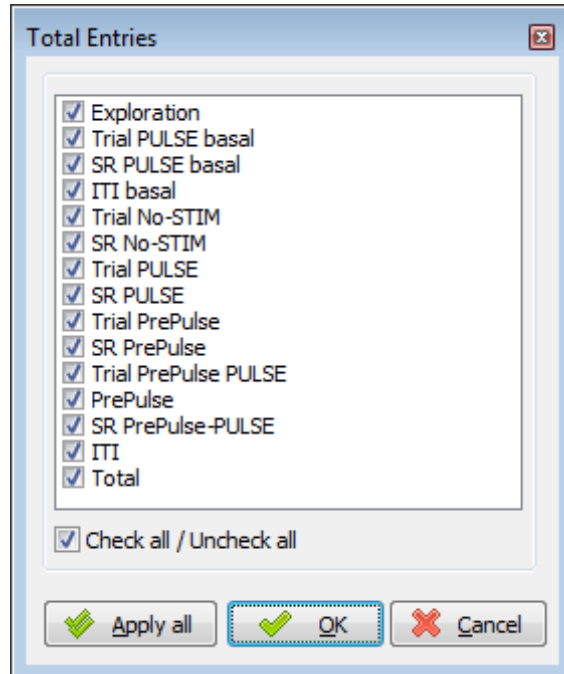 Total Entries
Exploration
Trial PULSE basal
SR PULSE basal
ITI basal
Trial No-STIM
SR No-STIM
Trial PULSE
SR PULSE
Trial PrePulse
SR PrePulse
Trial PrePulse PULSE
PrePulse
SR PrePulse-PULSE
ITI
Total
Check all / Uncheck all
Apply all OK Cancel